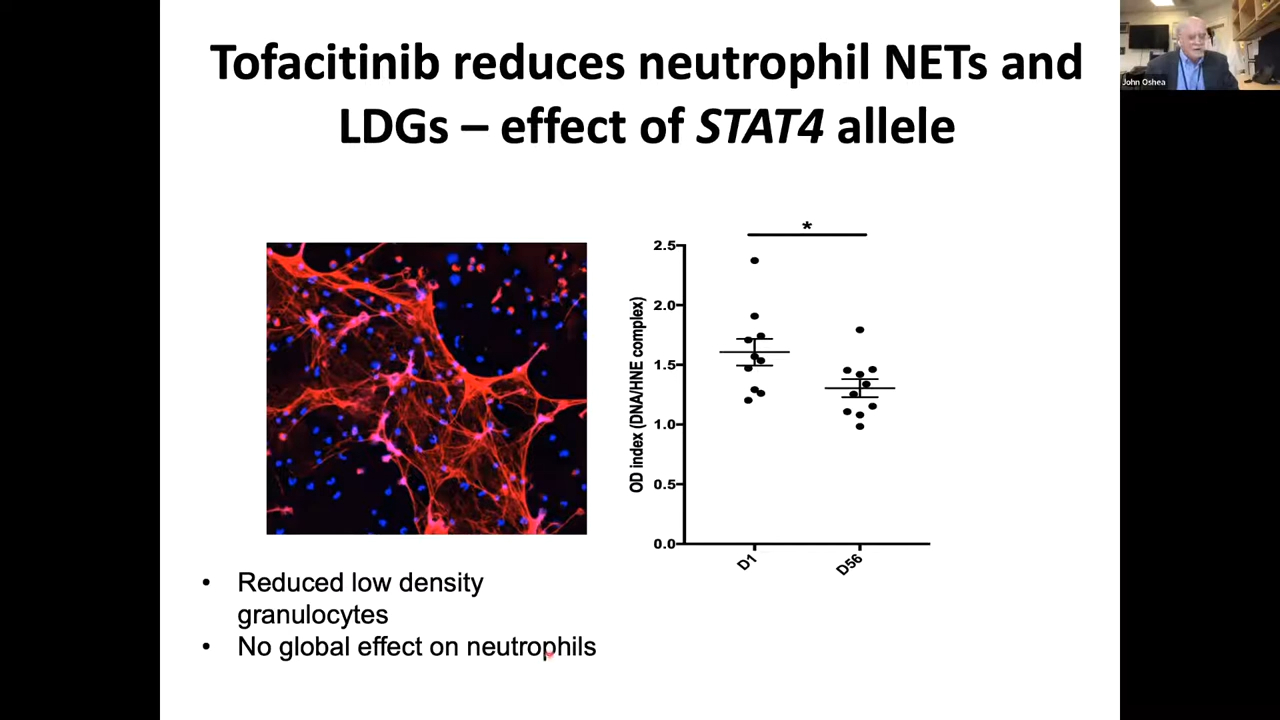 Tofacitinib reduces neutrophil NETs and
LDGs – effect of STAT4 allele
John Oshea
*
2.5
2.0
1.5
1.0
0.5
0.0
OD index (DNA/HNE complex)
D1
D56
• Reduced low density
granulocytes
• No global effect on neutrophils